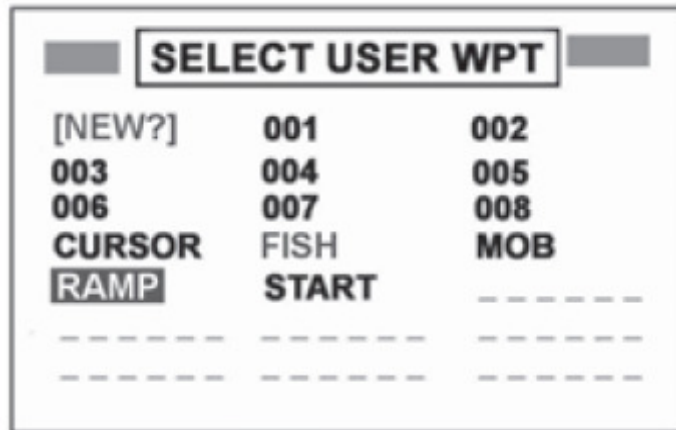 SELECT USER WPT
[NEW?] 001 002
003 004 005
006 007 008
CURSOR FISH MOB
RAMP START _ _ _ _ _ _
_ _ _ _ _ _ _ _ _ _ _ _ _ _ _ _ _ _
_ _ _ _ _ _ _ _ _ _ _ _ _ _ _ _ _ _